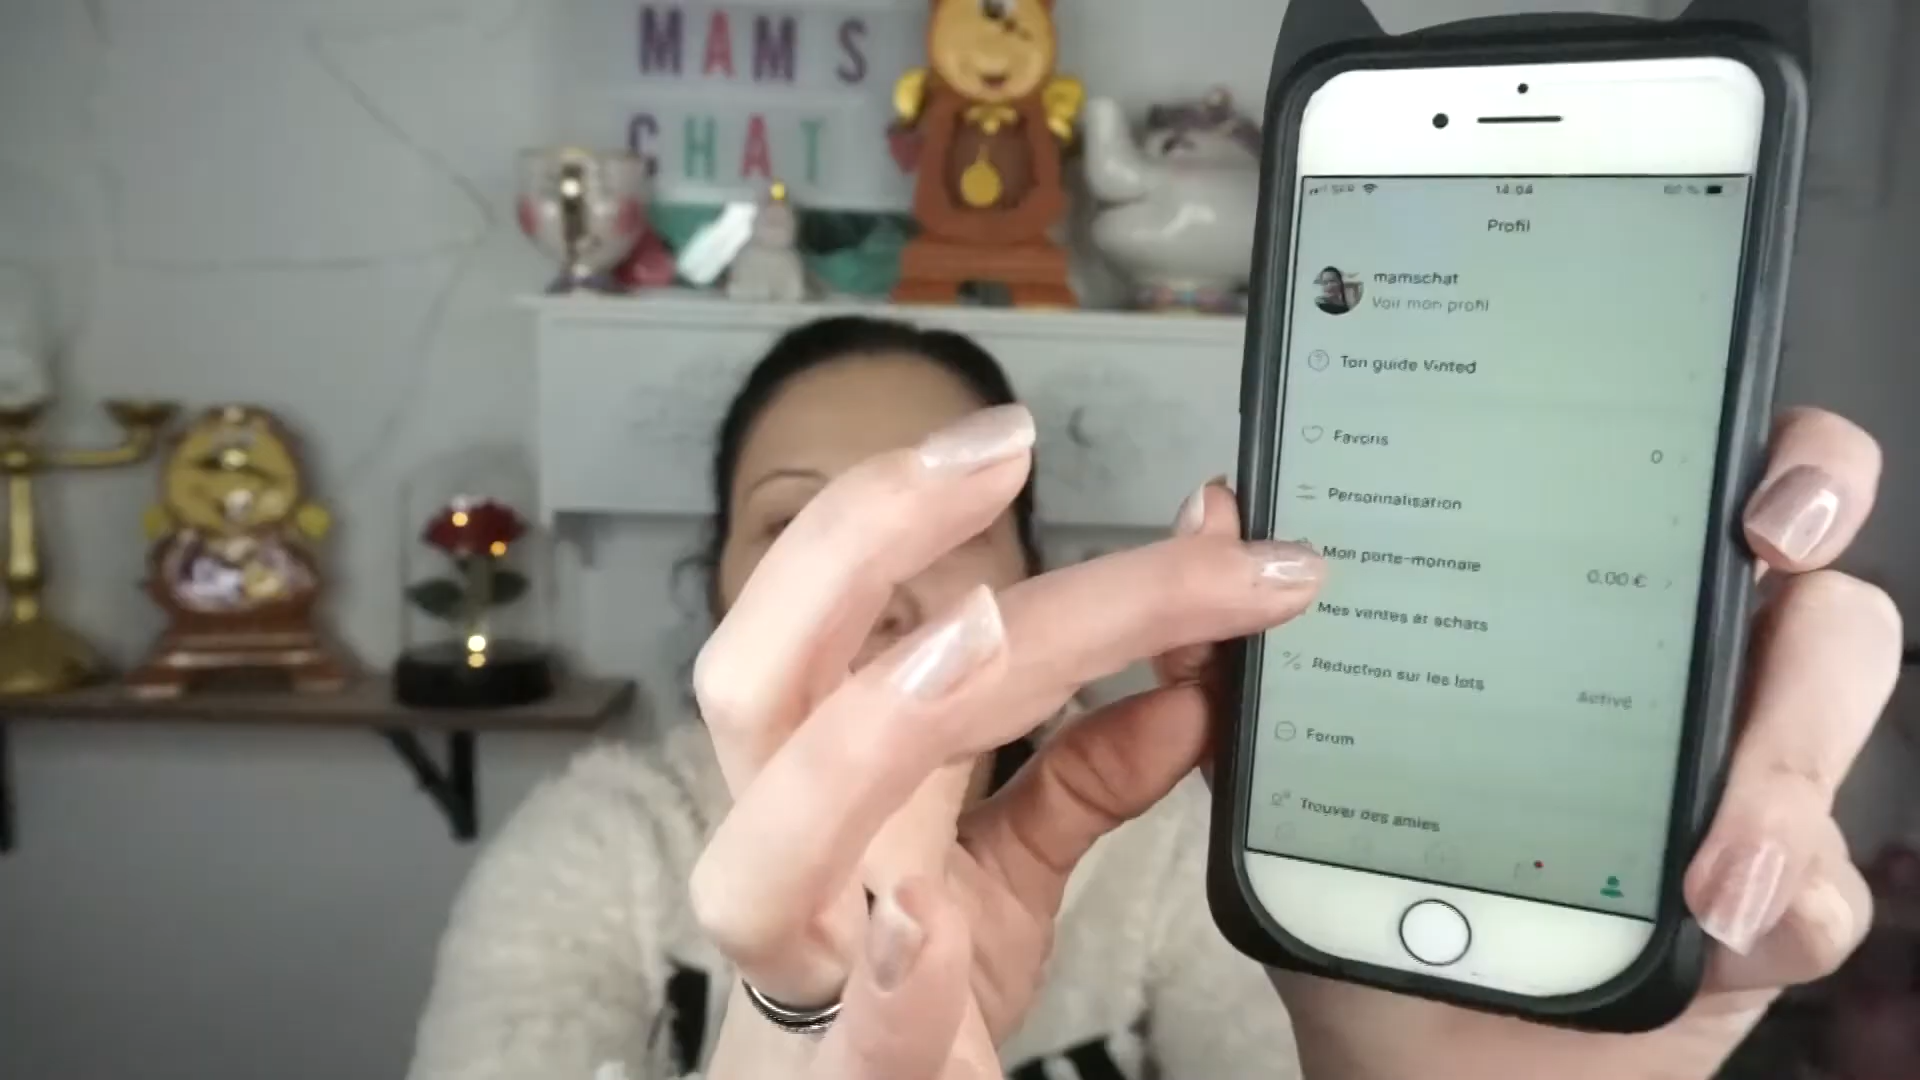 MAMS
CHAT
14:04
Profil
mamschat
Voir mon profil
Ton guide Vinted
Favoris
0
Personnalisation
Mon porte-monnaie
0.00 €
Mes ventes et achats
Réduction sur les lots
activé
Forum
Trouver des amies